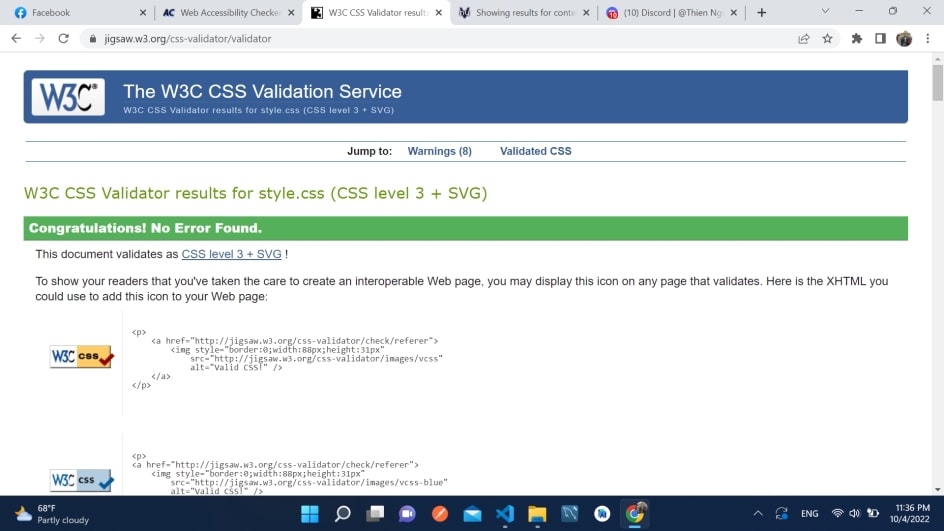 Facebook
Web Accessibility Checker
W3C CSS Validator results
Showing results for conte
(10) Discord | @Thien Ng
jigsaw.w3.org/css-validator/validator
W3C®
The W3C CSS Validation Service
W3C CSS Validator results for style.css (CSS level 3 + SVG)
Jump to: Warnings (8) Validated CSS
W3C CSS Validator results for style.css (CSS level 3 + SVG)
Congratulations! No Error Found.
This document validates as CSS level 3 + SVG !
To show your readers that you've taken the care to create an interoperable Web page, you may display this icon on any page that validates. Here is the XHTML you
could use to add this icon to your Web page:
W3C css
<p>
<a href="http://jigsaw.w3.org/css-validator/check/referer">
<img style="border:0;width:88px;height:31px"
src="http://jigsaw.w3.org/css-validator/images/vcss"
alt="Valid CSS!" />
</a>
</p>
W3C css
<p>
<a href="http://jigsaw.w3.org/css-validator/check/referer">
<img style="border:0;width:88px;height:31px"
src="http://jigsaw.w3.org/css-validator/images/vcss-blue"
alt="Valid CSS!" />
68°F
Partly cloudy
ENG
11:36 PM
10/4/2022